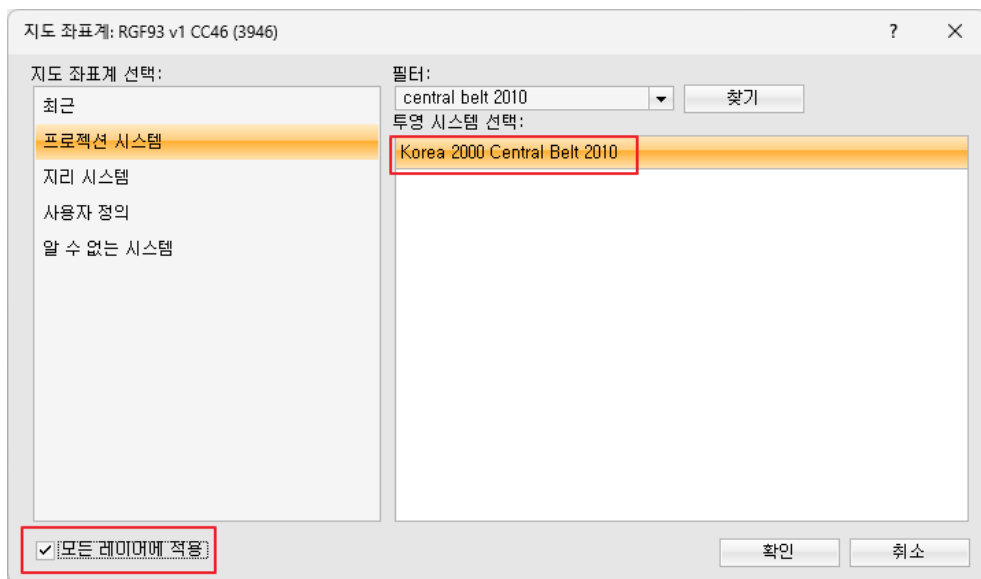 지도 좌표계: RGF93 v1 CC46 (3946)
?
지도 좌표계 선택:
최근
프로젝션 시스템
지리 시스템
사용자 정의
알 수 없는 시스템
필터:
central belt 2010
찾기
투영 시스템 선택:
Korea 2000 Central Belt 2010
모든 레이어에 적용
확인
취소